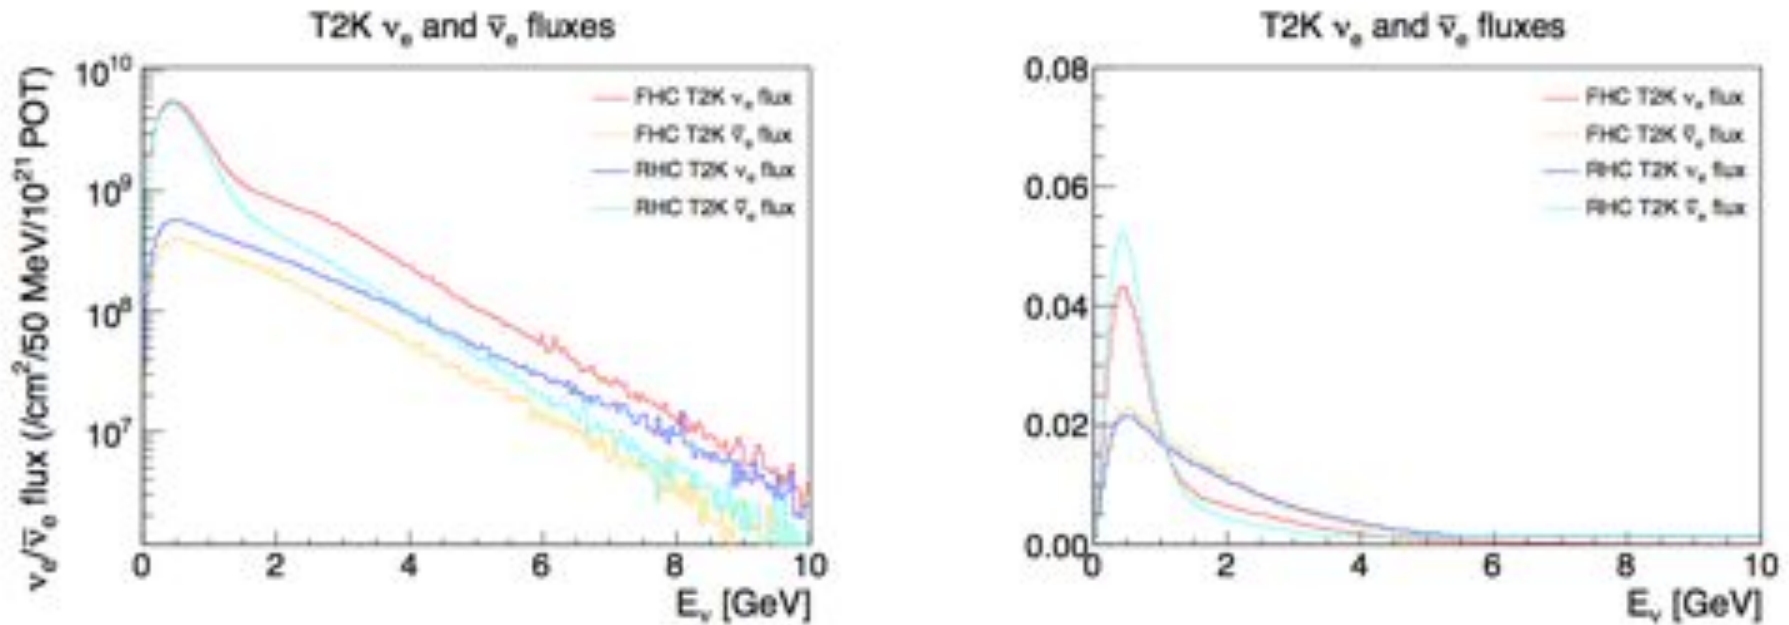 T2K νₑ and ν̅ₑ fluxes
νₑ/ν̅ₑ flux (/cm²/50 MeV/10²¹ POT)
10¹⁰
10⁹
10⁸
10⁷
FHC T2K νₑ flux
FHC T2K ν̅ₑ flux
RHC T2K νₑ flux
RHC T2K ν̅ₑ flux
0 2 4 6 8 10
Eᵥ [GeV]
T2K νₑ and ν̅ₑ fluxes
0.08
0.06
0.04
0.02
0.00
FHC T2K νₑ flux
FHC T2K ν̅ₑ flux
RHC T2K νₑ flux
RHC T2K ν̅ₑ flux
0 2 4 6 8 10
Eᵥ [GeV]